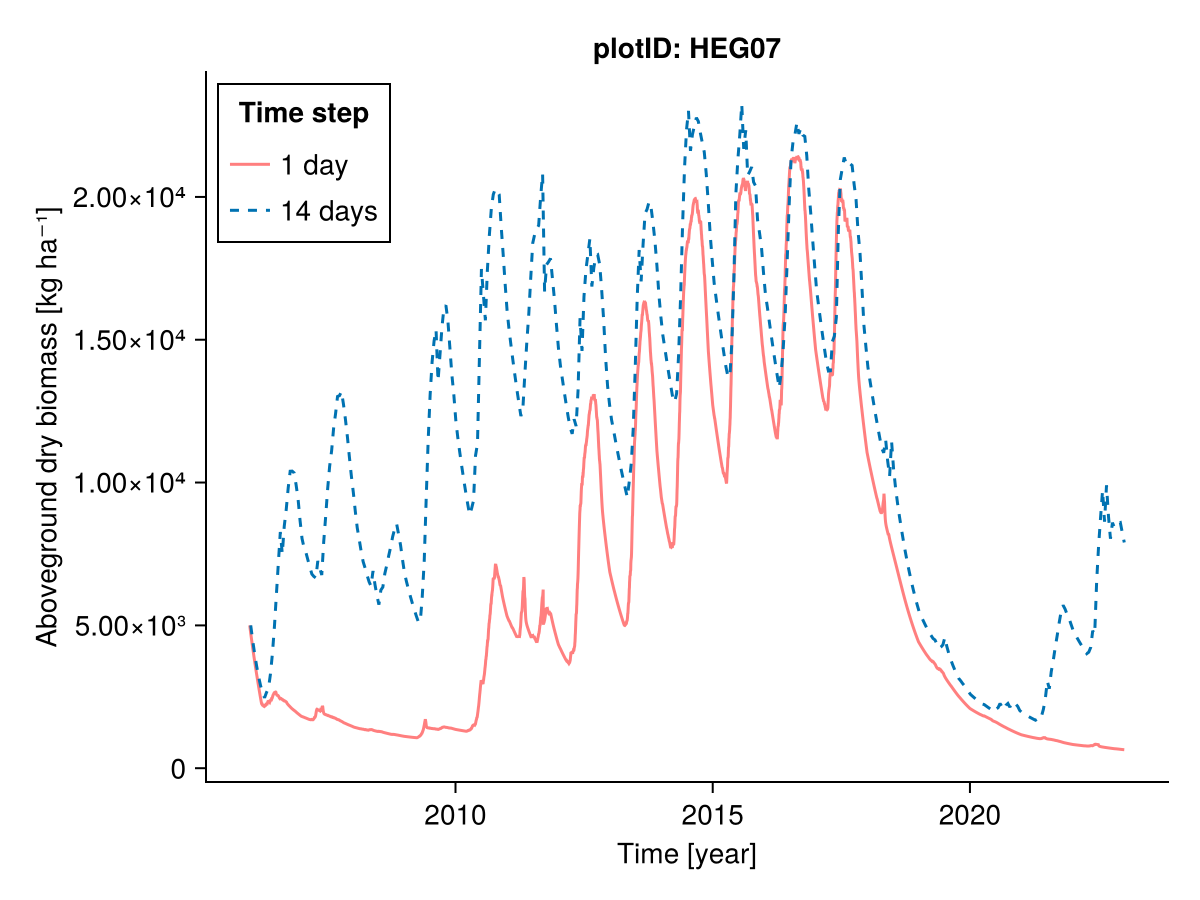 plotID: HEG07
Time step
1 day
14 days
Aboveground dry biomass [kg ha⁻¹]
2.00×10⁴
1.50×10⁴
1.00×10⁴
5.00×10³
0
2010
2015
2020
Time [year]